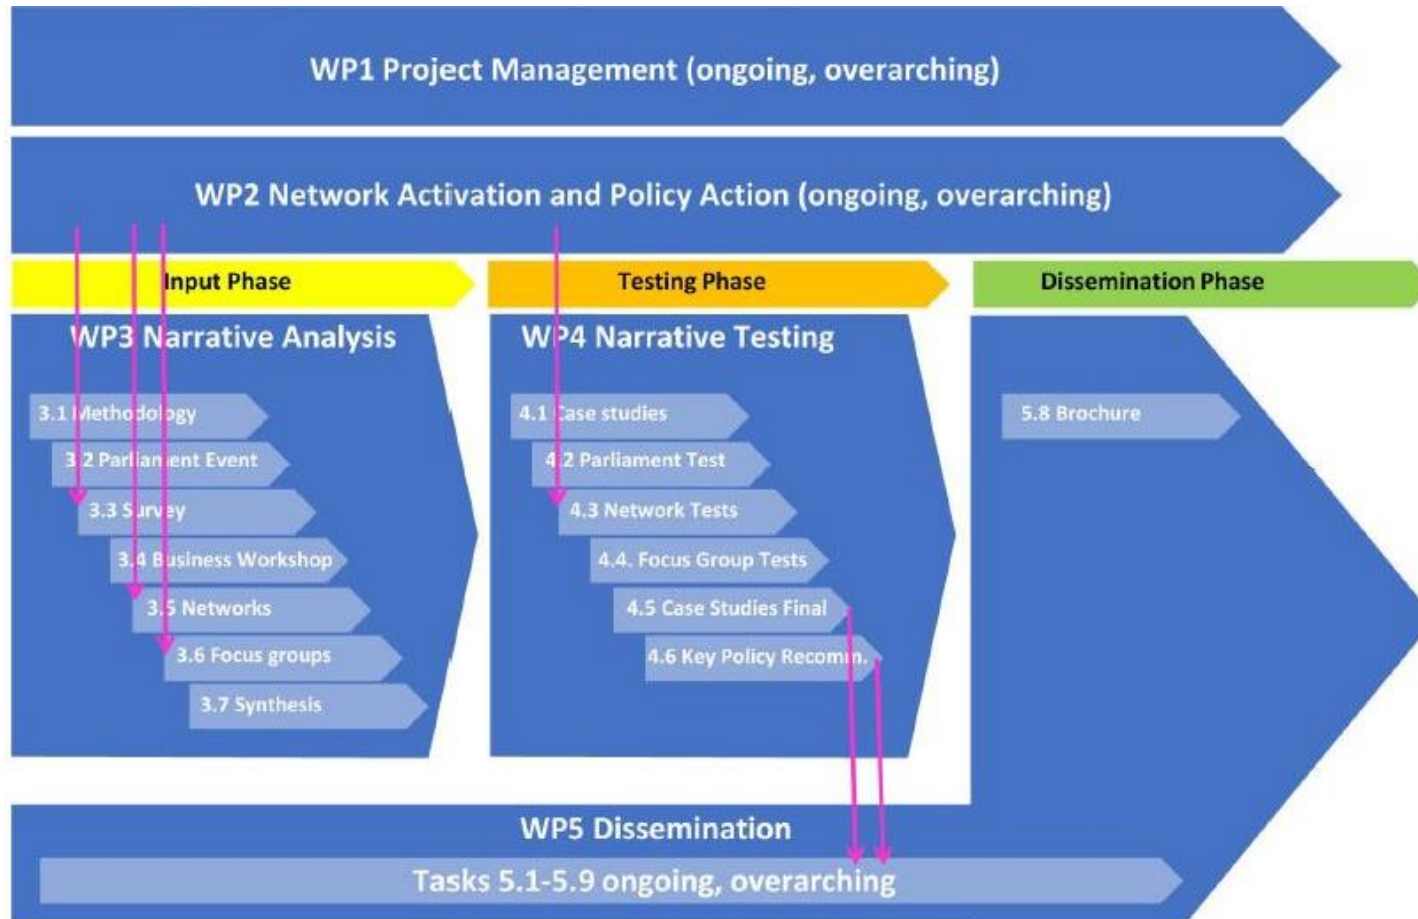 WP1 Project Management (ongoing, overarching)
WP2 Network Activation and Policy Action (ongoing, overarching)
Input Phase
Testing Phase
Dissemination Phase
WP3 Narrative Analysis
3.1 Methodology
3.2 Parliament Event
3.3 Survey
3.4 Business Workshop
3.5 Networks
3.6 Focus groups
3.7 Synthesis
WP4 Narrative Testing
4.1 Case studies
4.2 Parliament Test
4.3 Network Tests
4.4. Focus Group Tests
4.5 Case Studies Final
4.6 Key Policy Recomm.
5.8 Brochure
WP5 Dissemination
Tasks 5.1-5.9 ongoing, overarching